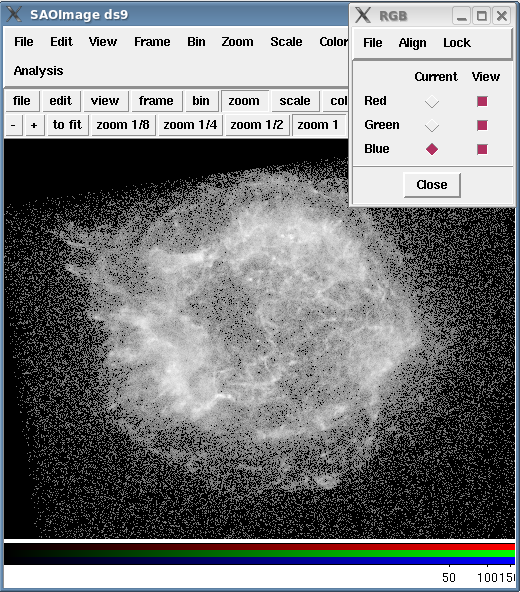 SAOImage ds9
File Edit View Frame Bin Zoom Scale Color
Analysis
file edit view frame bin zoom scale col
- + to fit zoom 1/8 zoom 1/4 zoom 1/2 zoom 1
RGB
File Align Lock
Current View
Red
Green
Blue
Close
50 100 15